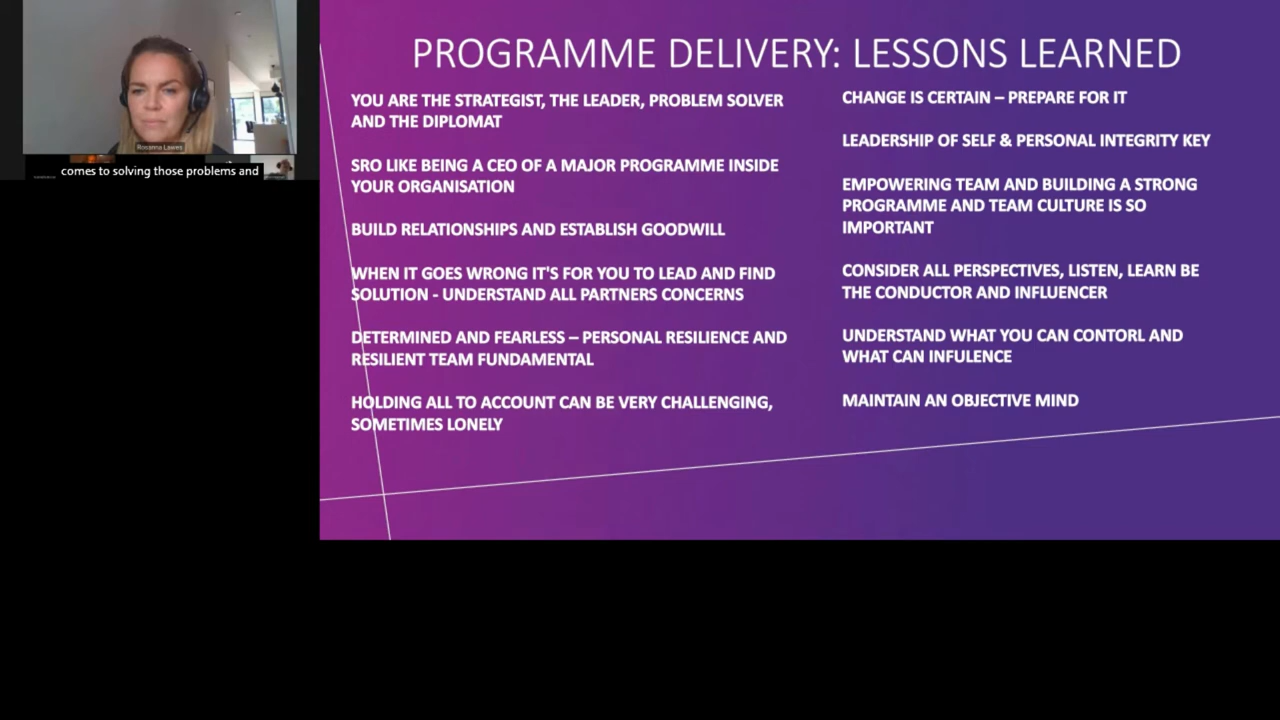 Rosanna Lawes
comes to solving those problems and
PROGRAMME DELIVERY: LESSONS LEARNED
YOU ARE THE STRATEGIST, THE LEADER, PROBLEM SOLVER
AND THE DIPLOMAT
SRO LIKE BEING A CEO OF A MAJOR PROGRAMME INSIDE
YOUR ORGANISATION
BUILD RELATIONSHIPS AND ESTABLISH GOODWILL
WHEN IT GOES WRONG IT'S FOR YOU TO LEAD AND FIND
SOLUTION - UNDERSTAND ALL PARTNERS CONCERNS
DETERMINED AND FEARLESS – PERSONAL RESILIENCE AND
RESILIENT TEAM FUNDAMENTAL
HOLDING ALL TO ACCOUNT CAN BE VERY CHALLENGING,
SOMETIMES LONELY
CHANGE IS CERTAIN – PREPARE FOR IT
LEADERSHIP OF SELF & PERSONAL INTEGRITY KEY
EMPOWERING TEAM AND BUILDING A STRONG
PROGRAMME AND TEAM CULTURE IS SO
IMPORTANT
CONSIDER ALL PERSPECTIVES, LISTEN, LEARN BE
THE CONDUCTOR AND INFLUENCER
UNDERSTAND WHAT YOU CAN CONTORL AND
WHAT CAN INFULENCE
MAINTAIN AN OBJECTIVE MIND